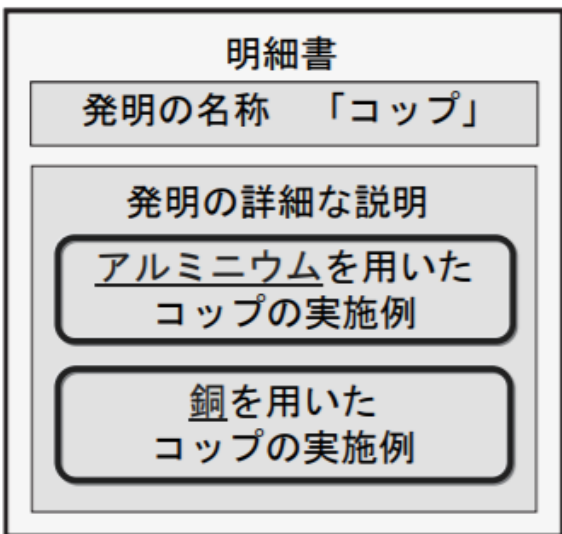 明細書
発明の名称　「コップ」
発明の詳細な説明
アルミニウムを用いた
コップの実施例
銅を用いた
コップの実施例